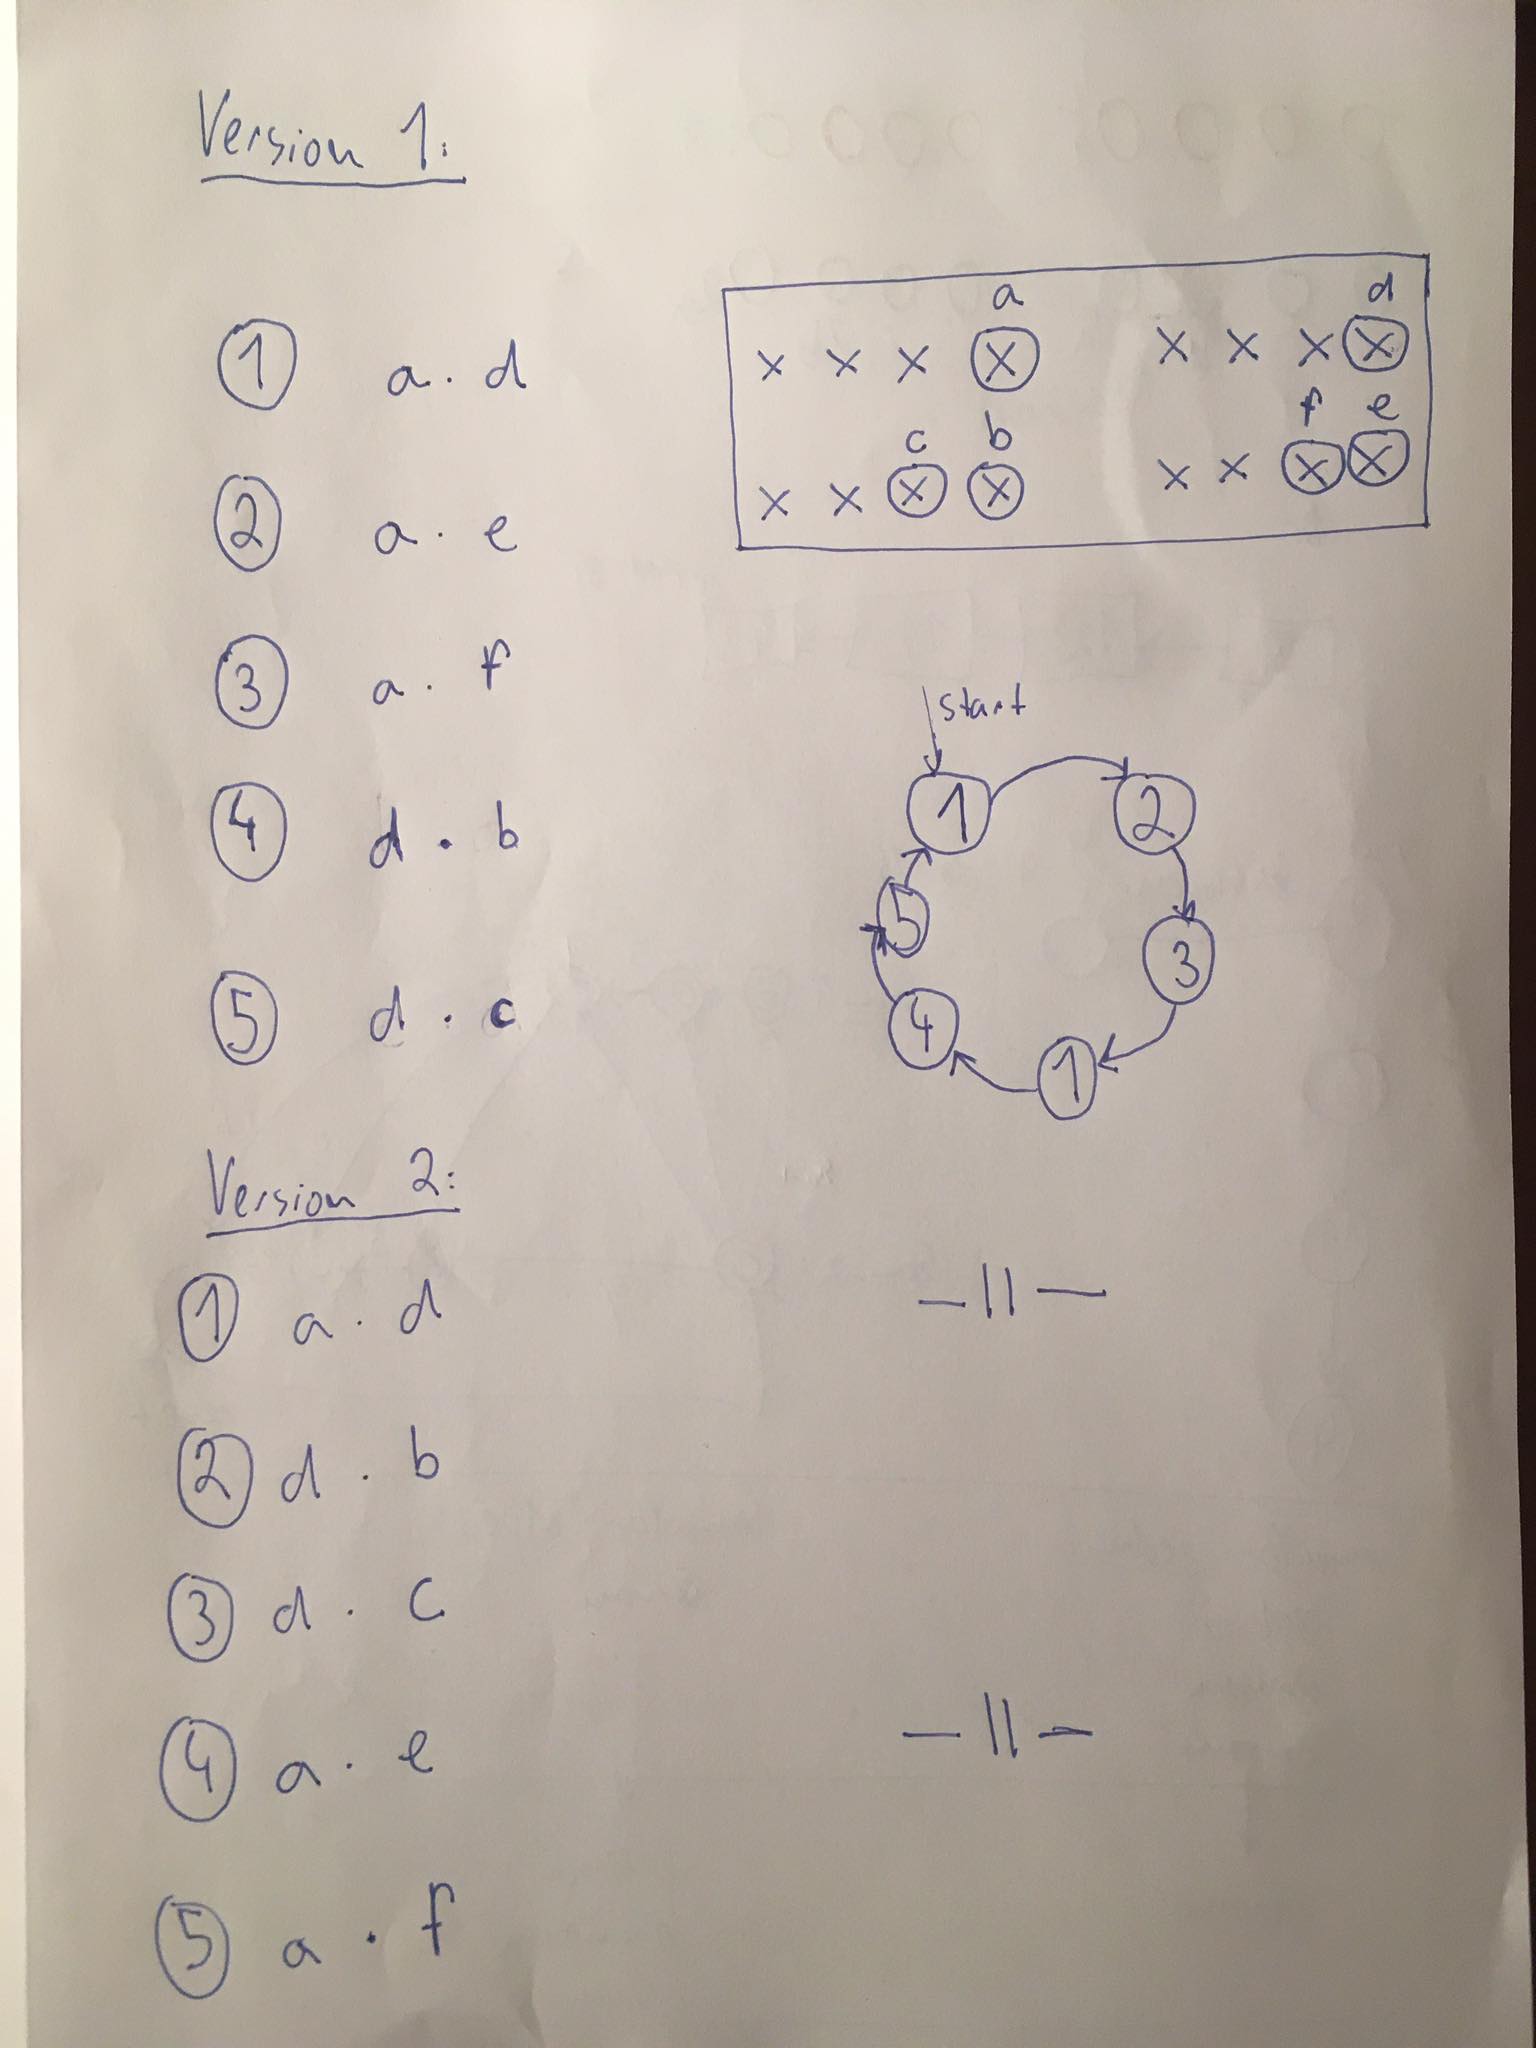 Version 1:
① a · d
② a · e
③ a · f
④ d · b
⑤ d · c
a d
x x x ⓧ x x x ⓧ
c b f e
x x ⓧ ⓧ x x ⓧ ⓧ
start
① ②
⑤ ③
④ ①
Version 2:
① a · d
② d · b
③ d · c
④ a · e
⑤ a · f
— || —
— || —